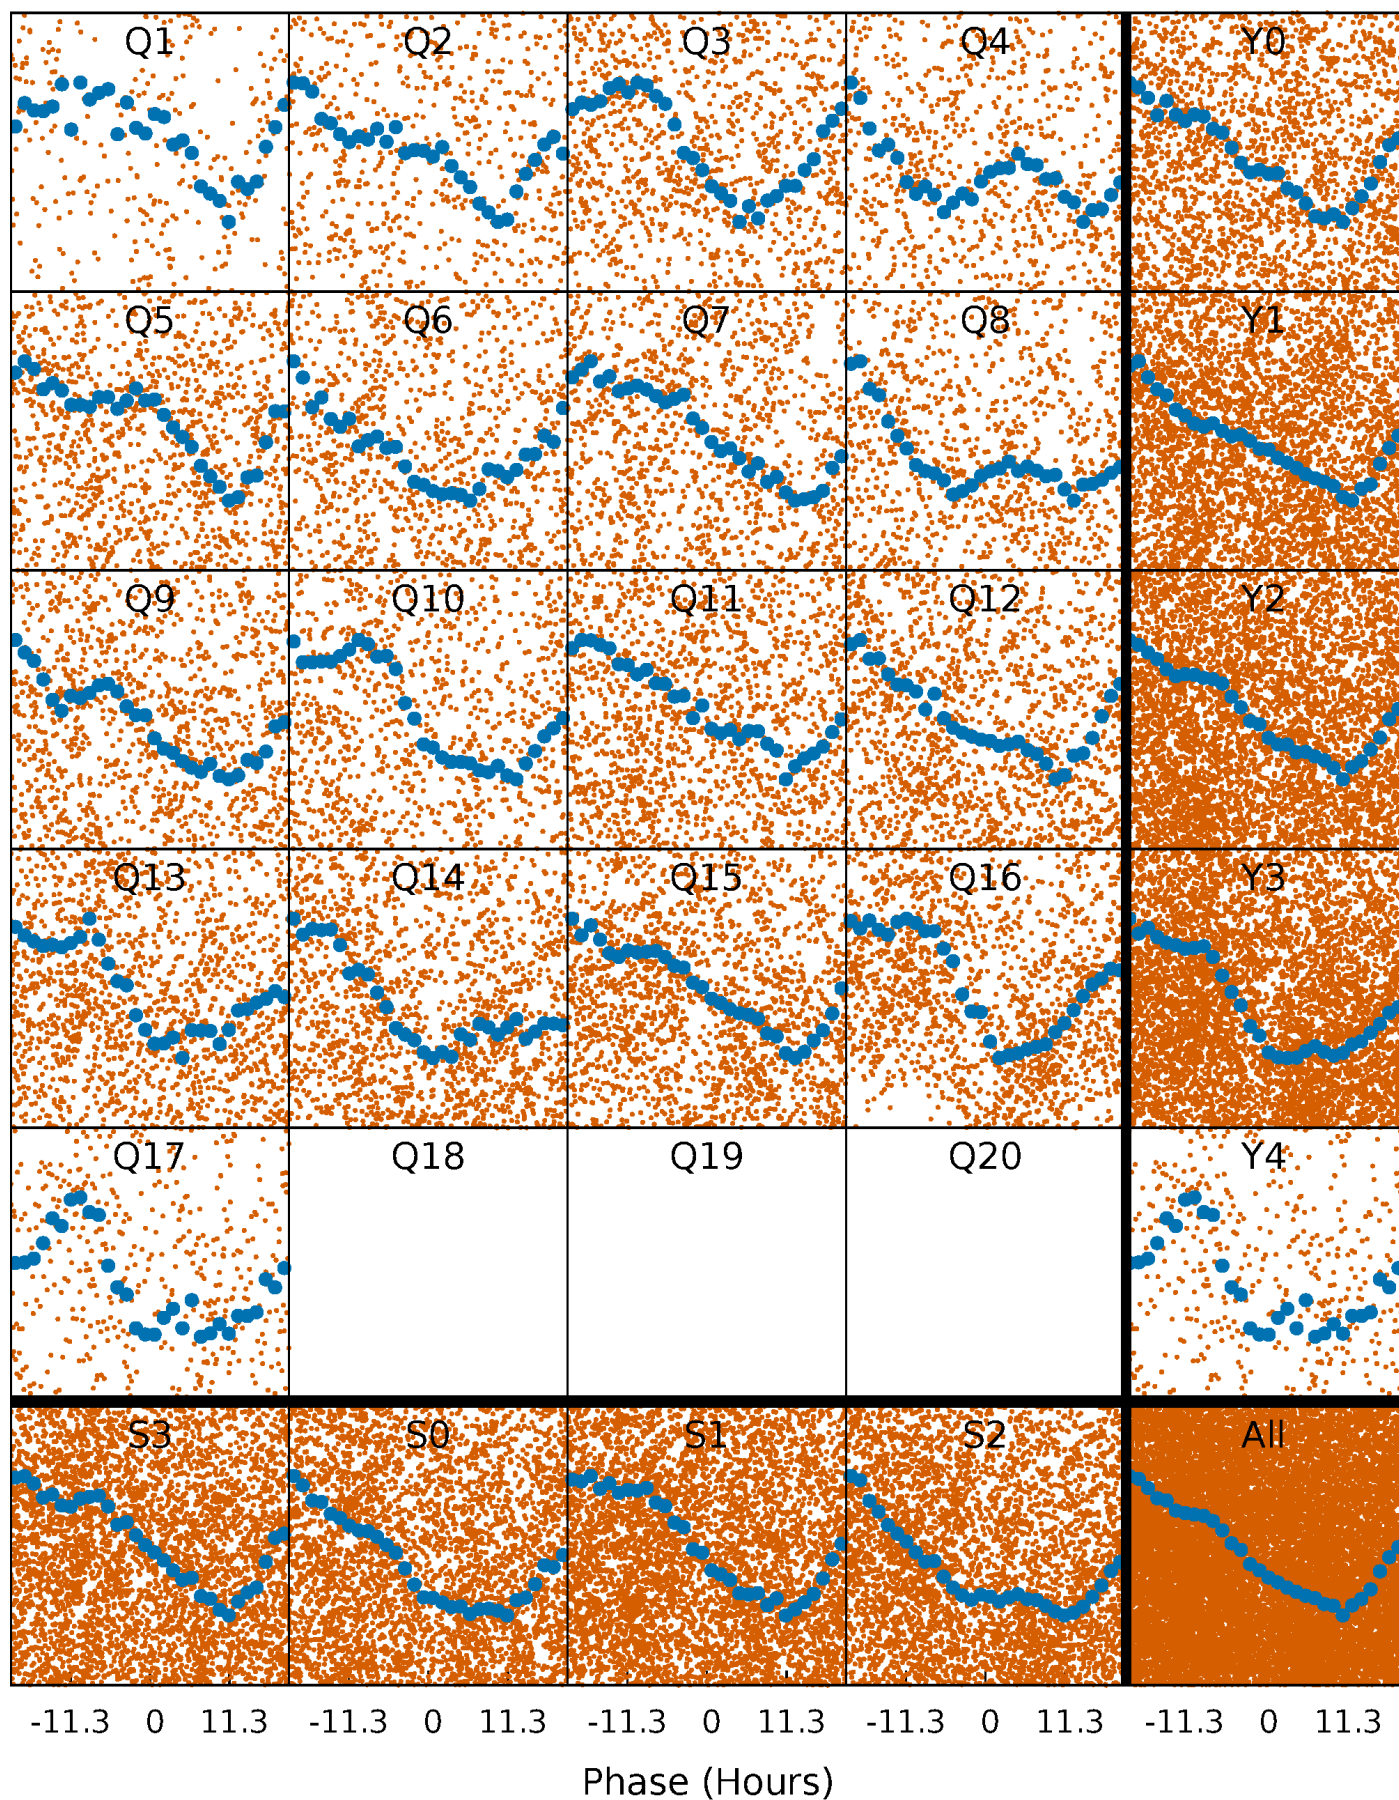 Q1 Q2 Q3 Q4 Y0
Q5 Q6 Q7 Q8 Y1
Q9 Q10 Q11 Q12 Y2
Q13 Q14 Q15 Q16 Y3
Q17 Q18 Q19 Q20 Y4
S3 S0 S1 S2 All
-11.3 0 11.3 -11.3 0 11.3 -11.3 0 11.3 -11.3 0 11.3 -11.3 0 11.3
Phase (Hours)